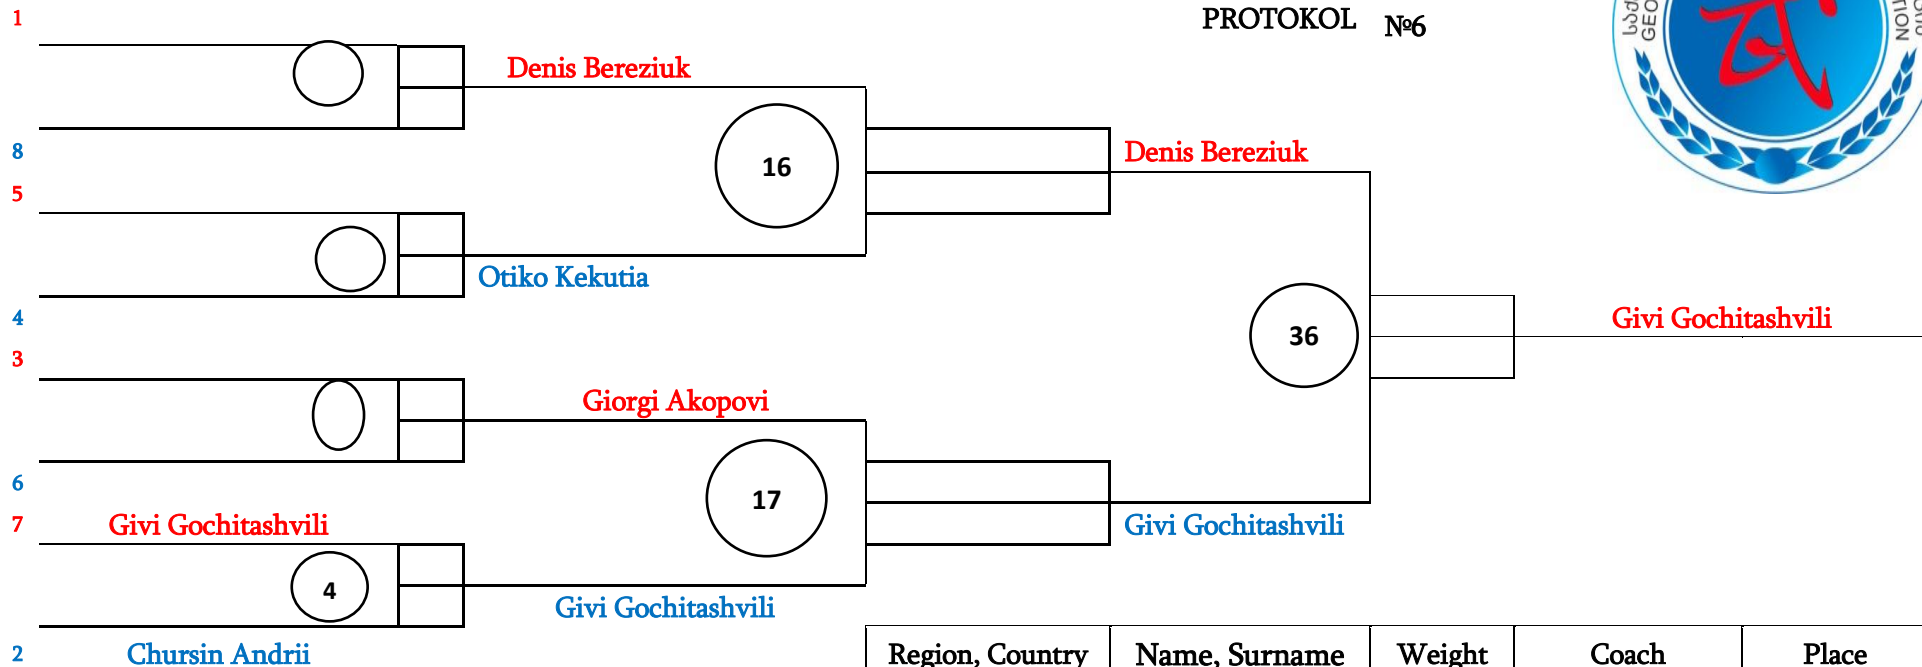 1
PROTOKOL №6
Denis Bereziuk
8
16
Denis Bereziuk
5
Otiko Kekutia
4
36
Givi Gochitashvili
3
Giorgi Akopovi
6
17
7 Givi Gochitashvili
Givi Gochitashvili
4
Givi Gochitashvili
2 Chursin Andrii
Region, Country Name, Surname Weight Coach Place